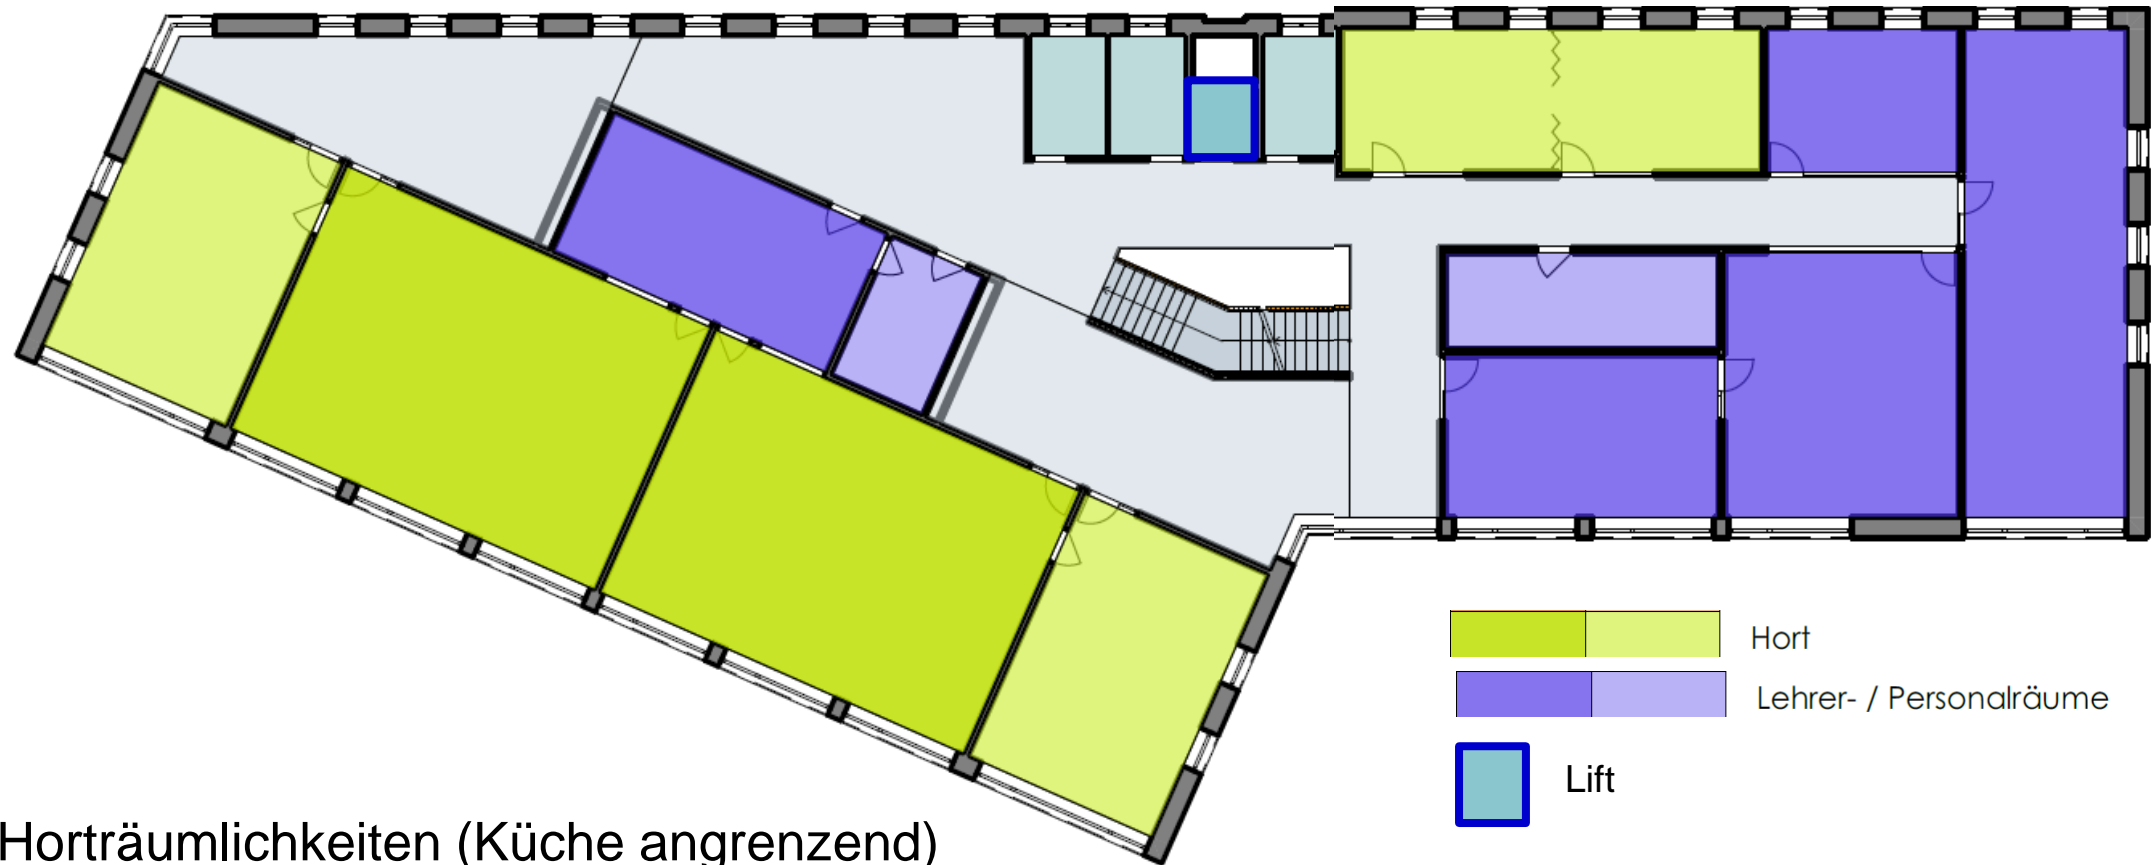 Hort
Lehrer- / Personalräume
Lift
Horträumlichkeiten (Küche angrenzend)